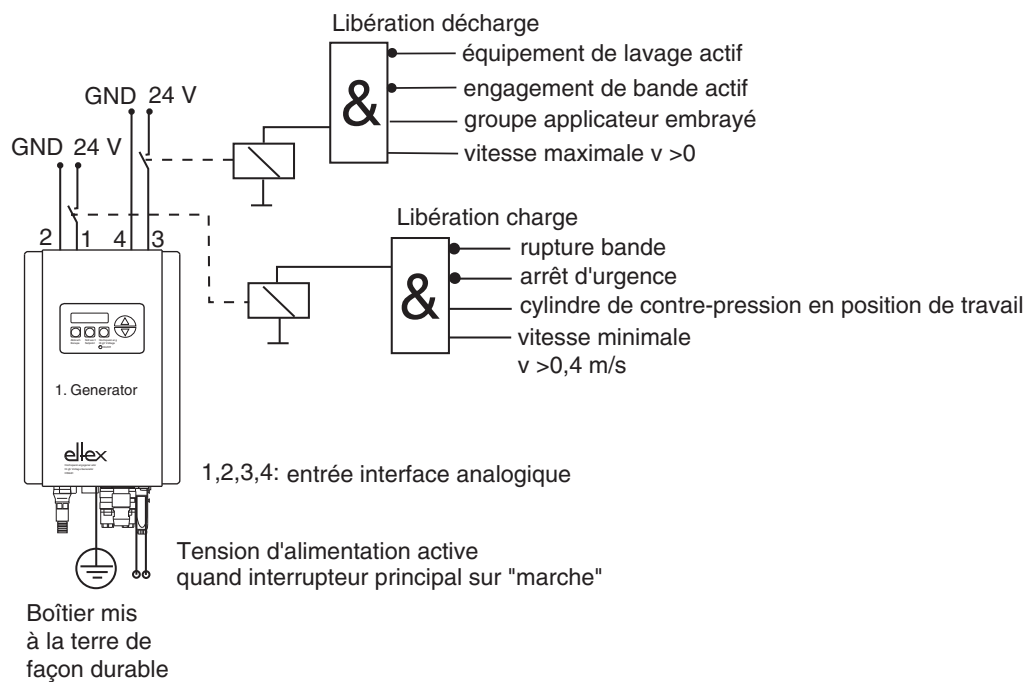 Libération décharge
équipement de lavage actif
engagement de bande actif
groupe applicateur embrayé
vitesse maximale v >0
&
GND 24 V
GND 24 V
2 1 4 3
Libération charge
rupture bande
arrêt d'urgence
cylindre de contre-pression en position de travail
vitesse minimale
v >0,4 m/s
&
1. Generator
eltex
1,2,3,4: entrée interface analogique
Tension d'alimentation active
quand interrupteur principal sur "marche"
Boîtier mis
à la terre de
façon durable